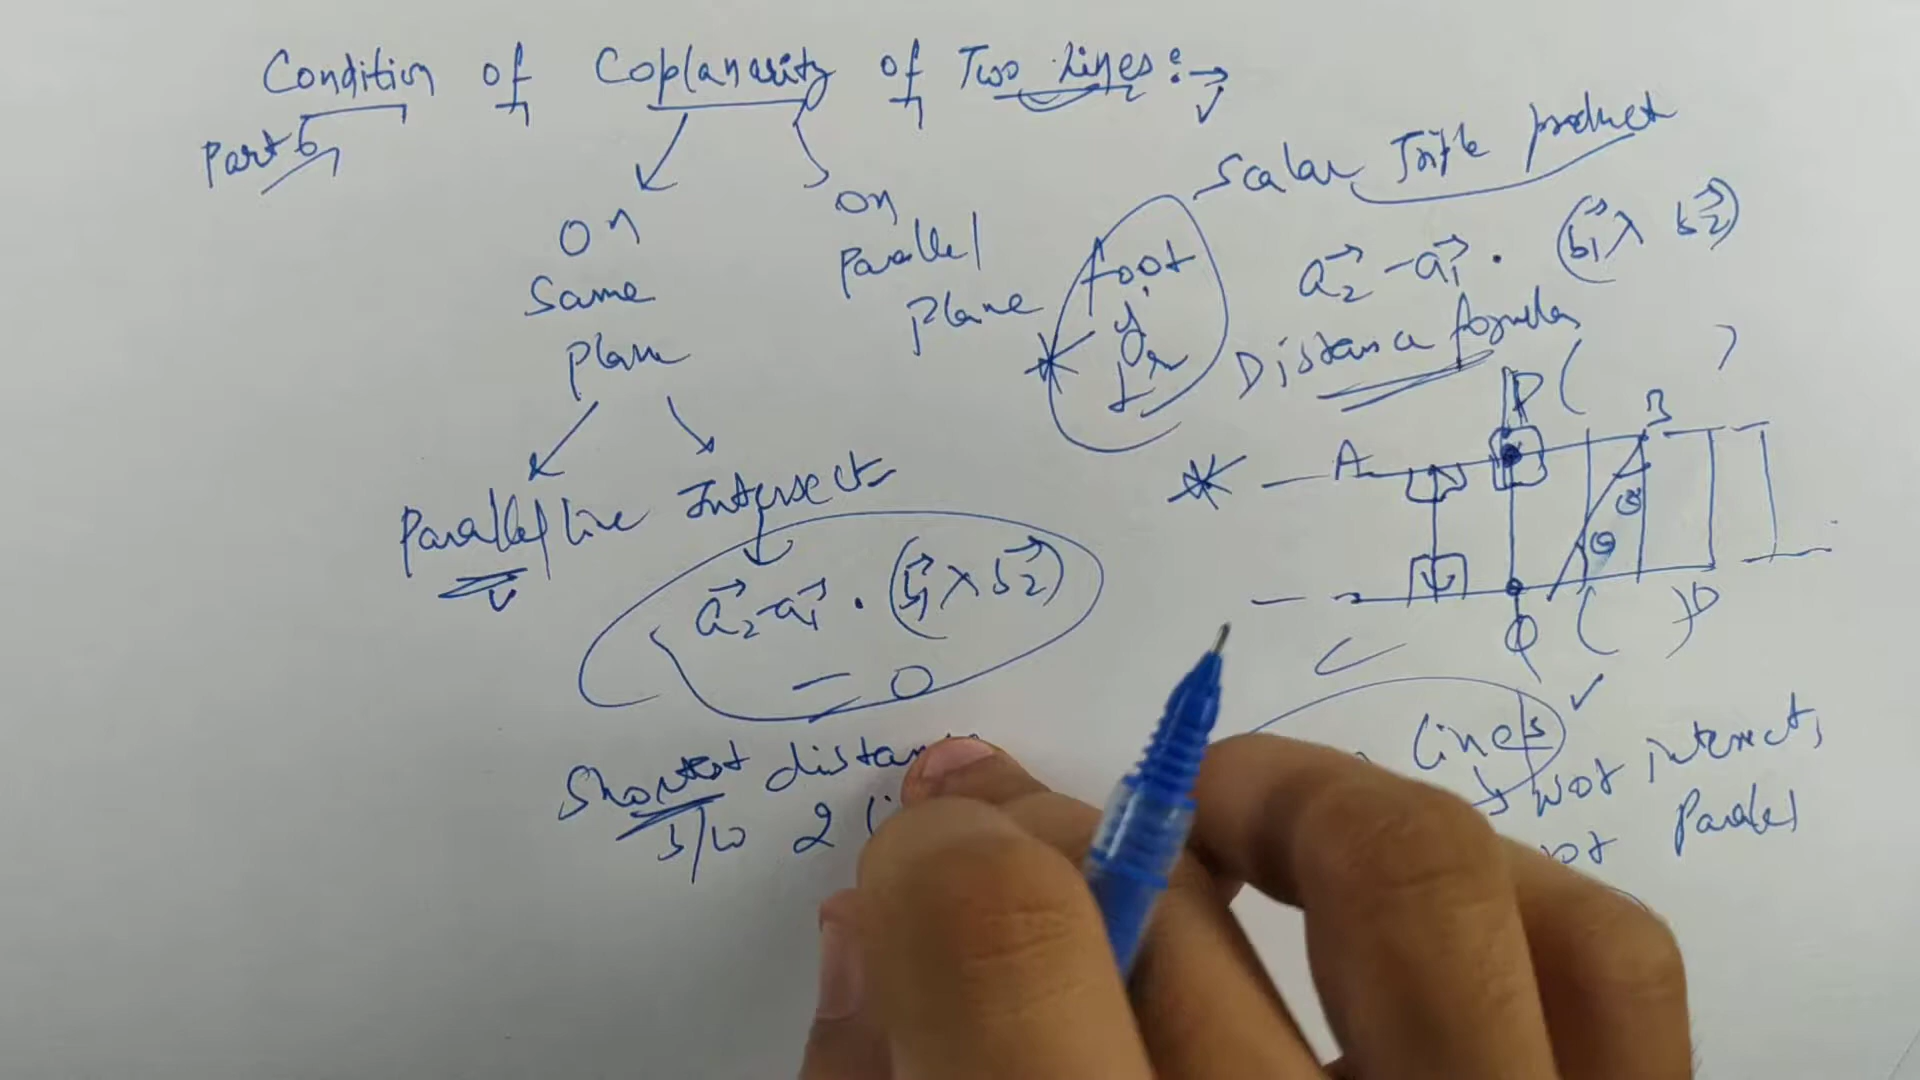 Condition of Coplanarity of Two Lines :→
Part 6
Scalar Triple product
a₂⃗ - a₁⃗ . (b₁⃗ × b₂⃗)
On
Same
Plane
On
Parallel
Plane
foot
Lr
Distance formula
P ( )
A B
Parallel line
Intersect
a₂⃗ - a₁⃗ . (b₁⃗ × b₂⃗)
= 0
C Q ( ) D
Shortest distan
b/w 2 (
lines
→ Not intersect,
Parallel